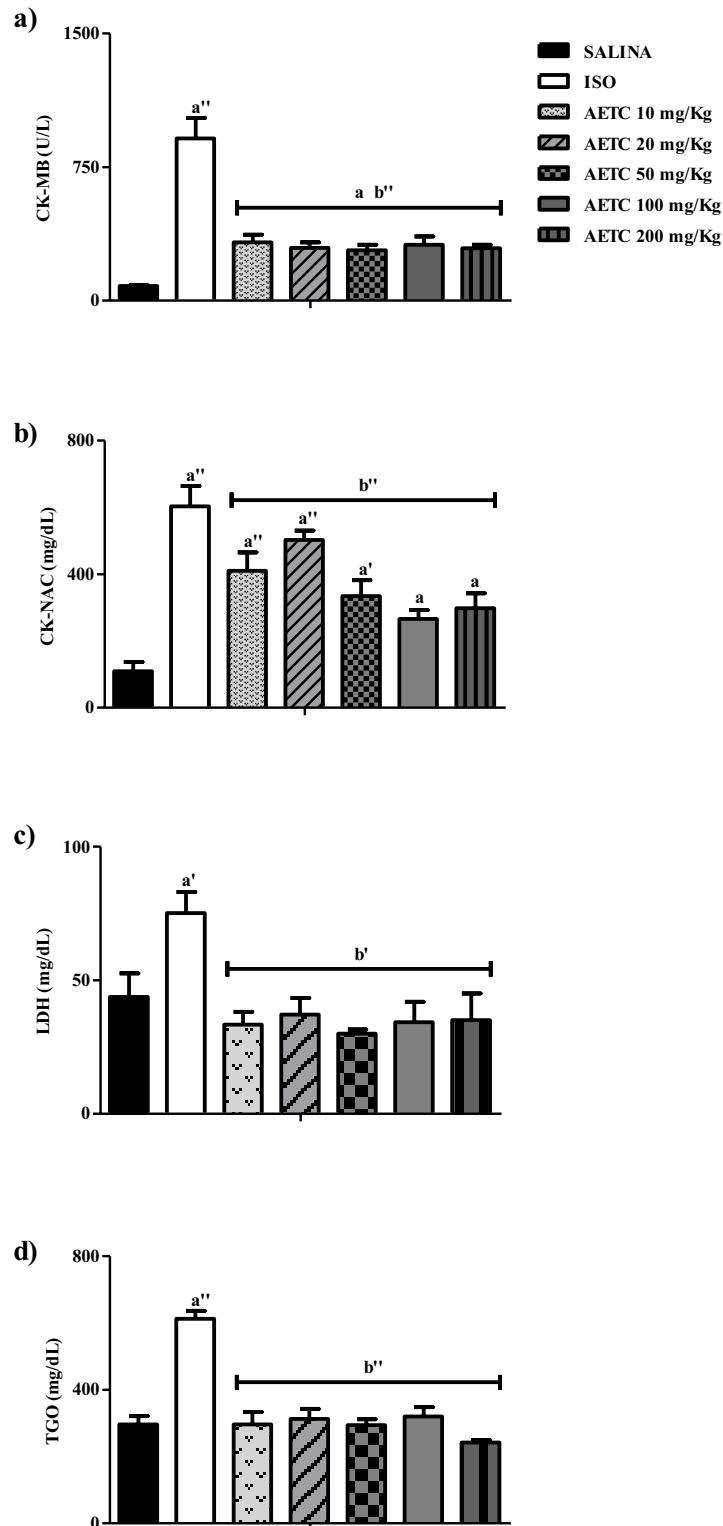 a)
1500
750
0
CK-MB (U/L)
a''
a b''
SALINA
ISO
AETC 10 mg/Kg
AETC 20 mg/Kg
AETC 50 mg/Kg
AETC 100 mg/Kg
AETC 200 mg/Kg
b)
800
400
0
CK-NAC (mg/dL)
a''
b''
a''
a''
a'
a
a
c)
100
50
0
LDH (mg/dL)
a'
b'
d)
800
400
0
TGO (mg/dL)
a''
b''